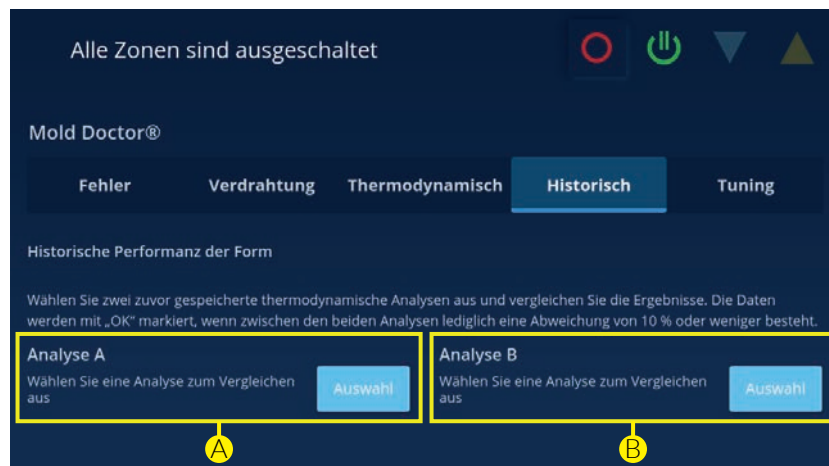 Alle Zonen sind ausgeschaltet
Mold Doctor®
Fehler Verdrahtung Thermodynamisch Historisch Tuning
Historische Performanz der Form
Wählen Sie zwei zuvor gespeicherte thermodynamische Analysen aus und vergleichen Sie die Ergebnisse. Die Daten
werden mit „OK“ markiert, wenn zwischen den beiden Analysen lediglich eine Abweichung von 10 % oder weniger besteht.
Analyse A
Wählen Sie eine Analyse zum Vergleichen
aus
Auswahl
Analyse B
Wählen Sie eine Analyse zum Vergleichen
aus
Auswahl
A
B